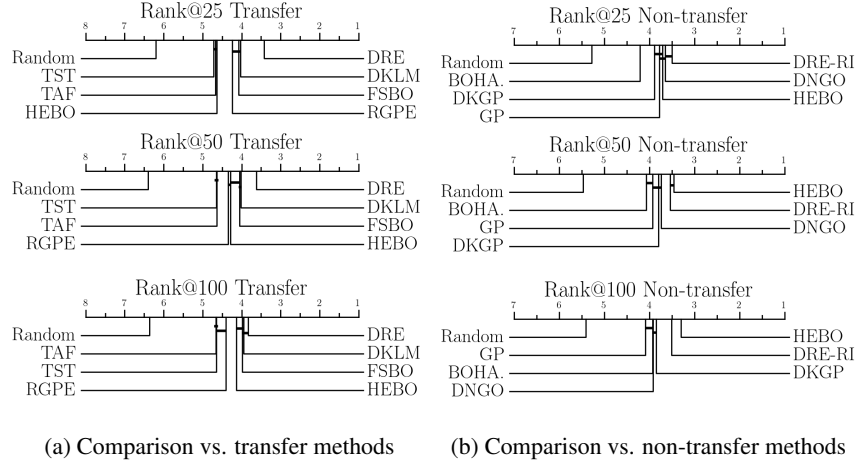 Rank@25 Transfer
8 7 6 5 4 3 2 1
Random DRE
TST DKLM
TAF FSBO
HEBO RGPE
Rank@50 Transfer
8 7 6 5 4 3 2 1
Random DRE
TST DKLM
TAF FSBO
RGPE HEBO
Rank@100 Transfer
8 7 6 5 4 3 2 1
Random DRE
TAF DKLM
TST FSBO
RGPE HEBO
(a) Comparison vs. transfer methods
Rank@25 Non-transfer
7 6 5 4 3 2 1
Random DRE-RI
BOHA. DNGO
DKGP HEBO
GP
Rank@50 Non-transfer
7 6 5 4 3 2 1
Random HEBO
BOHA. DRE-RI
GP DNGO
DKGP
Rank@100 Non-transfer
7 6 5 4 3 2 1
Random HEBO
GP DRE-RI
BOHA. DKGP
DNGO
(b) Comparison vs. non-transfer methods